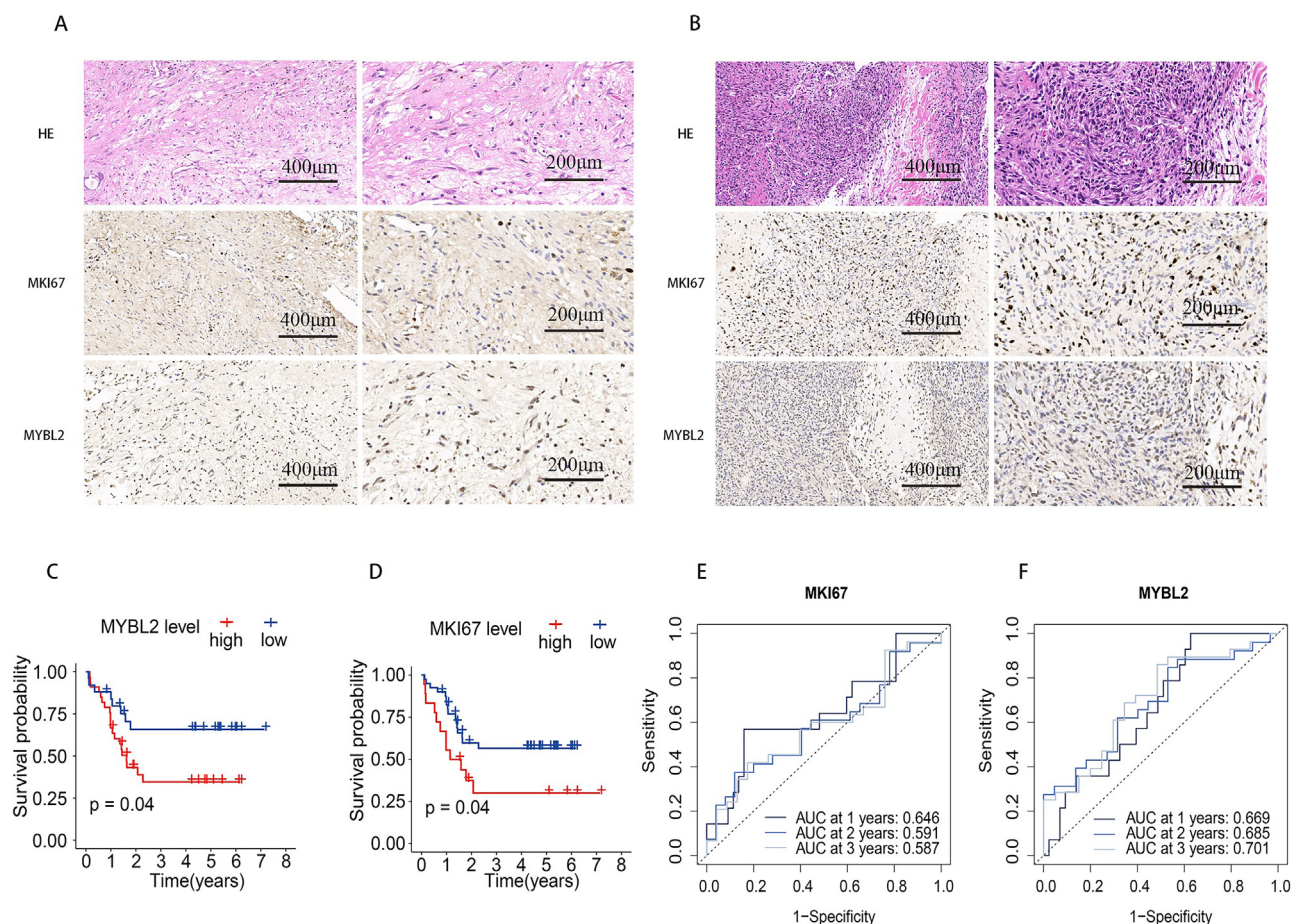 A
B
HE
400μm
200μm
HE
400μm
200μm
MKI67
400μm
200μm
MKI67
400μm
200μm
MYBL2
400μm
200μm
MYBL2
400μm
200μm
C
MYBL2 level high low
Survival probability
1.00
0.75
0.50
0.25
0.00
p = 0.04
0 1 2 3 4 5 6 7 8
Time(years)
D
MKI67 level high low
Survival probability
1.00
0.75
0.50
0.25
0.00
p = 0.04
0 1 2 3 4 5 6 7 8
Time(years)
E
MKI67
Sensitivity
1.0
0.8
0.6
0.4
0.2
0.0
AUC at 1 years: 0.646
AUC at 2 years: 0.591
AUC at 3 years: 0.587
0.0 0.2 0.4 0.6 0.8 1.0
1−Specificity
F
MYBL2
Sensitivity
1.0
0.8
0.6
0.4
0.2
0.0
AUC at 1 years: 0.669
AUC at 2 years: 0.685
AUC at 3 years: 0.701
0.0 0.2 0.4 0.6 0.8 1.0
1−Specificity